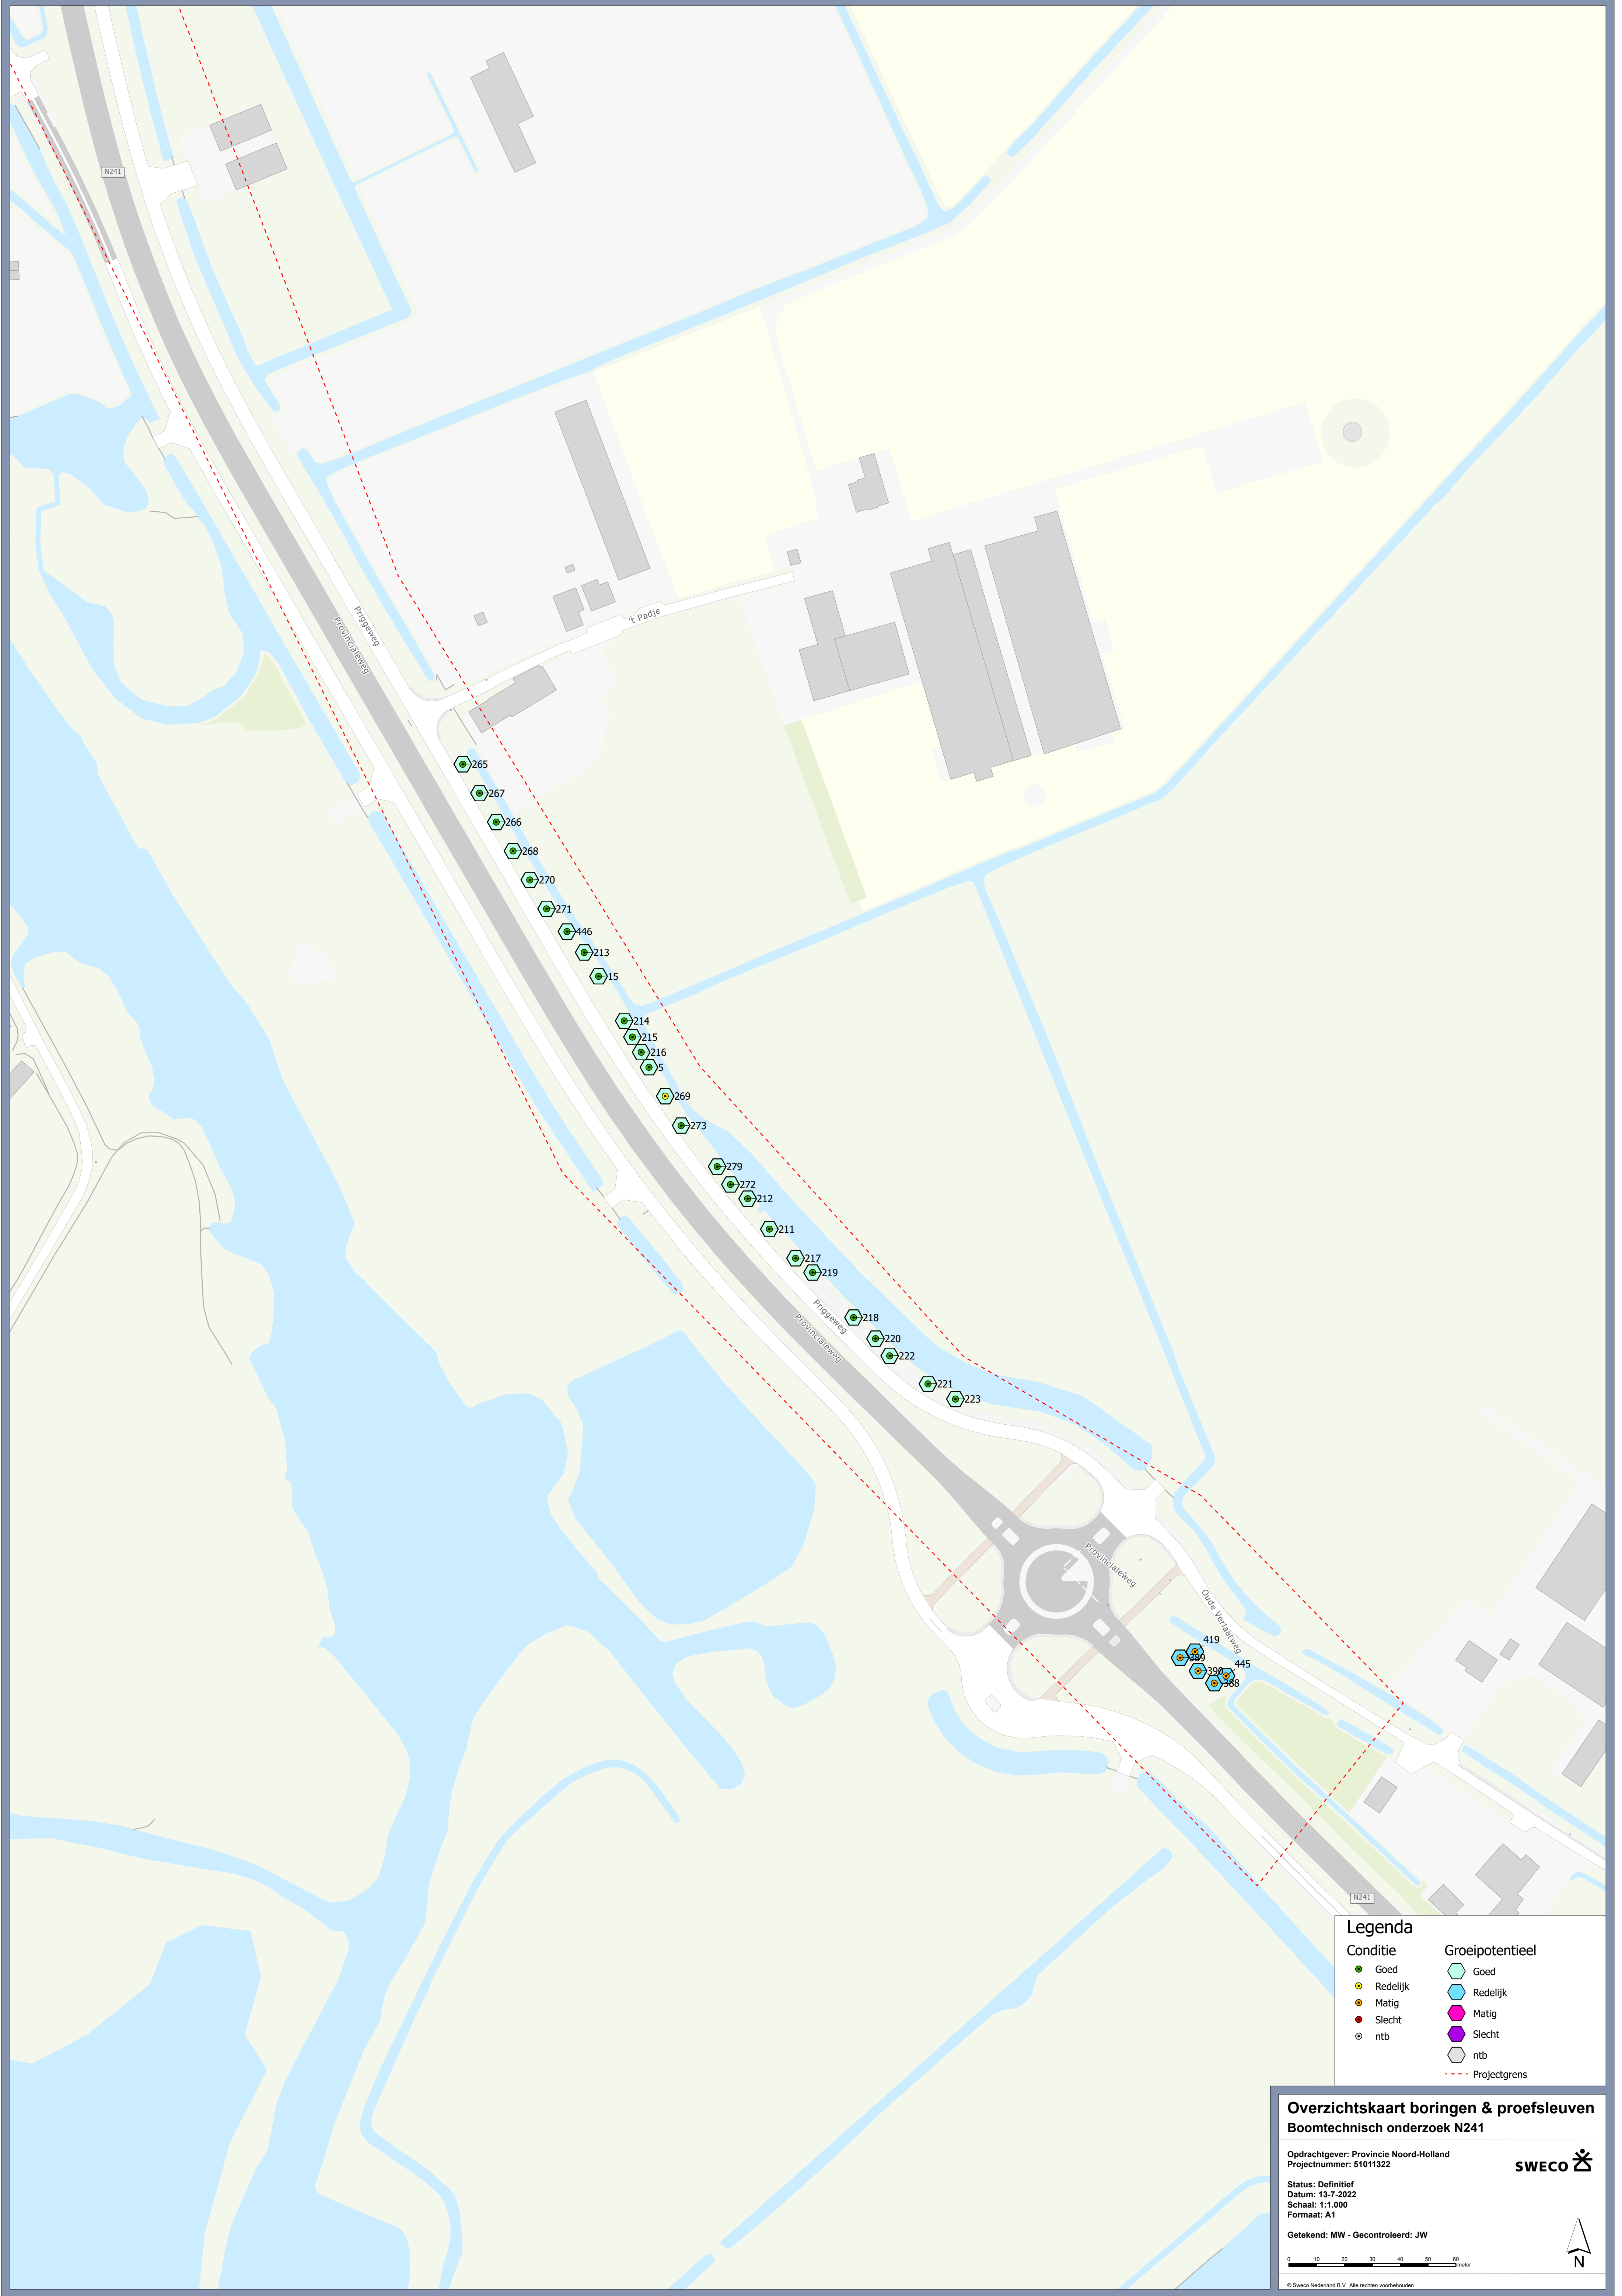 N241
Priggeweg
Provincialeweg
't Padje
265
267
266
268
270
271
446
213
15
214
215
216
5
269
273
279
272
212
211
217
219
218
220
222
221
223
Priggeweg
Provincialeweg
Provincialeweg
Oude Verlaatweg
419
389
390
445
388
N241
Legenda
Conditie
Goed
Redelijk
Matig
Slecht
ntb
Groeipotentieel
Goed
Redelijk
Matig
Slecht
ntb
Projectgrens
Overzichtskaart boringen & proefsleuven
Boomtechnisch onderzoek N241
Opdrachtgever: Provincie Noord-Holland
Projectnummer: 51011322
SWECO
Status: Definitief
Datum: 13-7-2022
Schaal: 1:1.000
Formaat: A1
Getekend: MW - Gecontroleerd: JW
0 10 20 30 40 50 60
meter
N
© Sweco Nederland B.V. Alle rechten voorbehouden